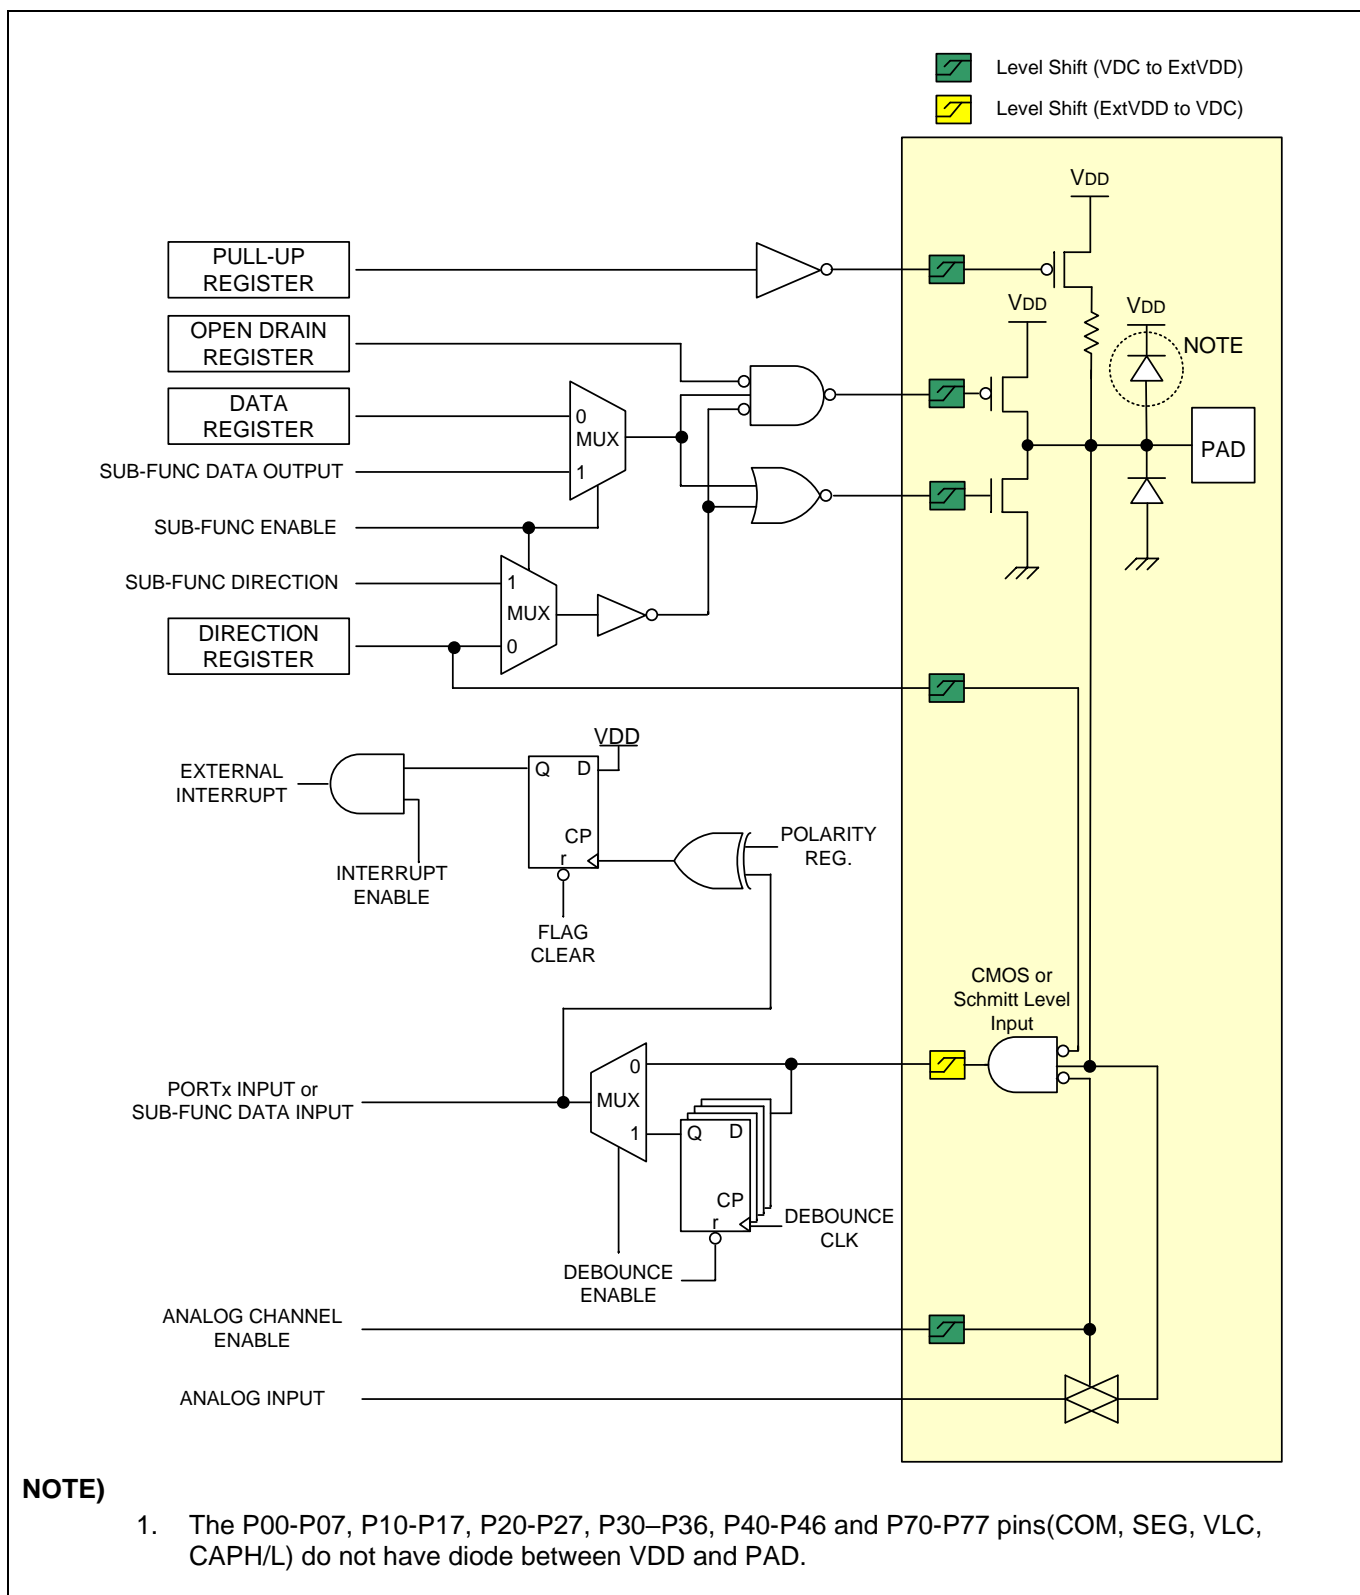 Level Shift (VDC to ExtVDD)
Level Shift (ExtVDD to VDC)
VDD
PULL-UP
REGISTER
VDD
VDD
OPEN DRAIN
REGISTER
NOTE
DATA
REGISTER
0
MUX
1
PAD
SUB-FUNC DATA OUTPUT
SUB-FUNC ENABLE
SUB-FUNC DIRECTION
1
MUX
0
DIRECTION
REGISTER
VDD
EXTERNAL
INTERRUPT
Q D
CP
r
POLARITY
REG.
INTERRUPT
ENABLE
FLAG
CLEAR
CMOS or
Schmitt Level
Input
0
MUX
1
PORTx INPUT or
SUB-FUNC DATA INPUT
Q D
CP
r
DEBOUNCE
CLK
DEBOUNCE
ENABLE
ANALOG CHANNEL
ENABLE
ANALOG INPUT
NOTE)
1. The P00-P07, P10-P17, P20-P27, P30–P36, P40-P46 and P70-P77 pins(COM, SEG, VLC,
CAPH/L) do not have diode between VDD and PAD.